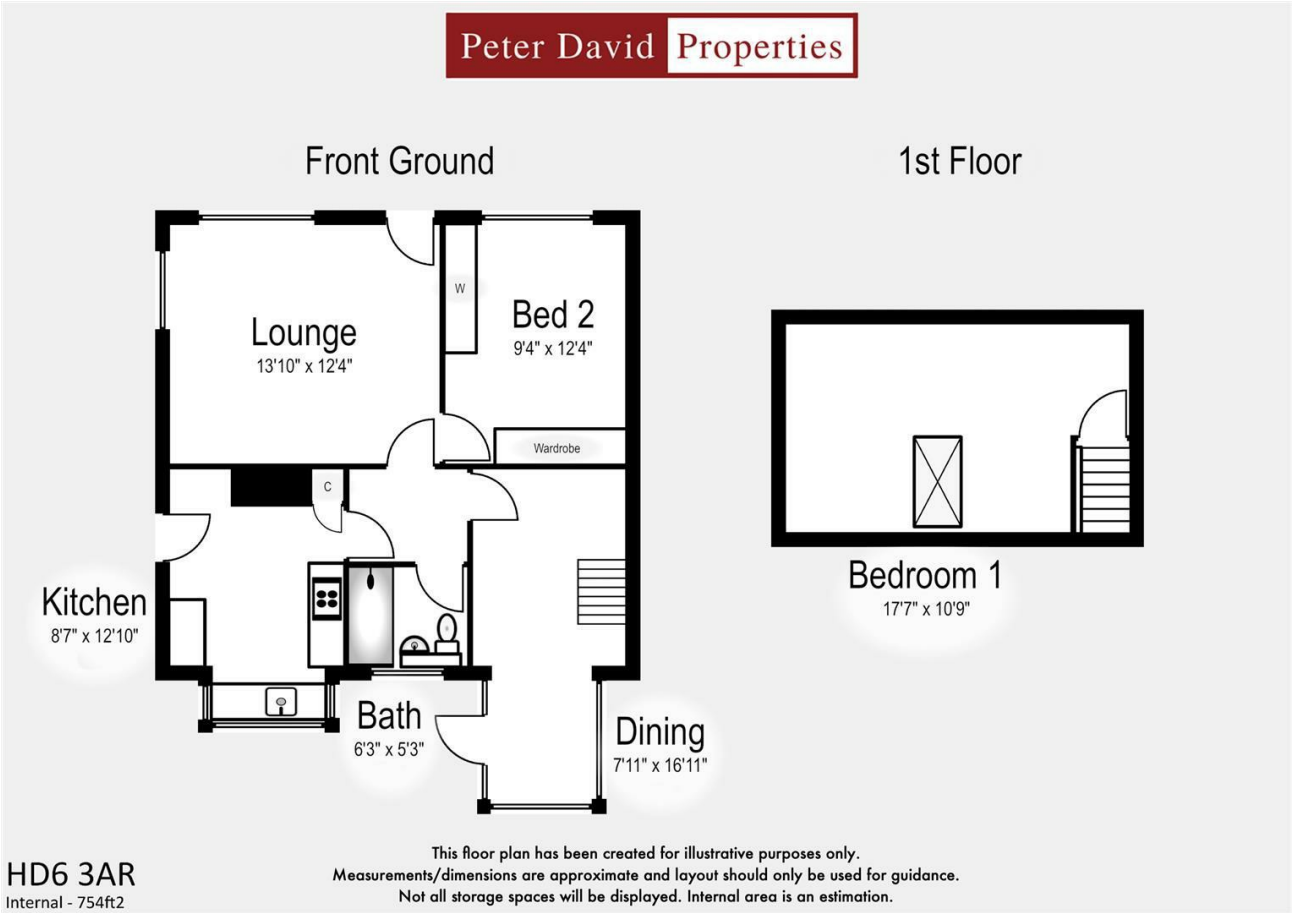 Peter David Properties
Front Ground
1st Floor
W
Bed 2
9'4" x 12'4"
Lounge
13'10" x 12'4"
Wardrobe
C
Kitchen
8'7" x 12'10"
Bedroom 1
17'7" x 10'9"
Bath
6'3" x 5'3"
Dining
7'11" x 16'11"
This floor plan has been created for illustrative purposes only.
Measurements/dimensions are approximate and layout should only be used for guidance.
Not all storage spaces will be displayed. Internal area is an estimation.
HD6 3AR
Internal - 754ft2